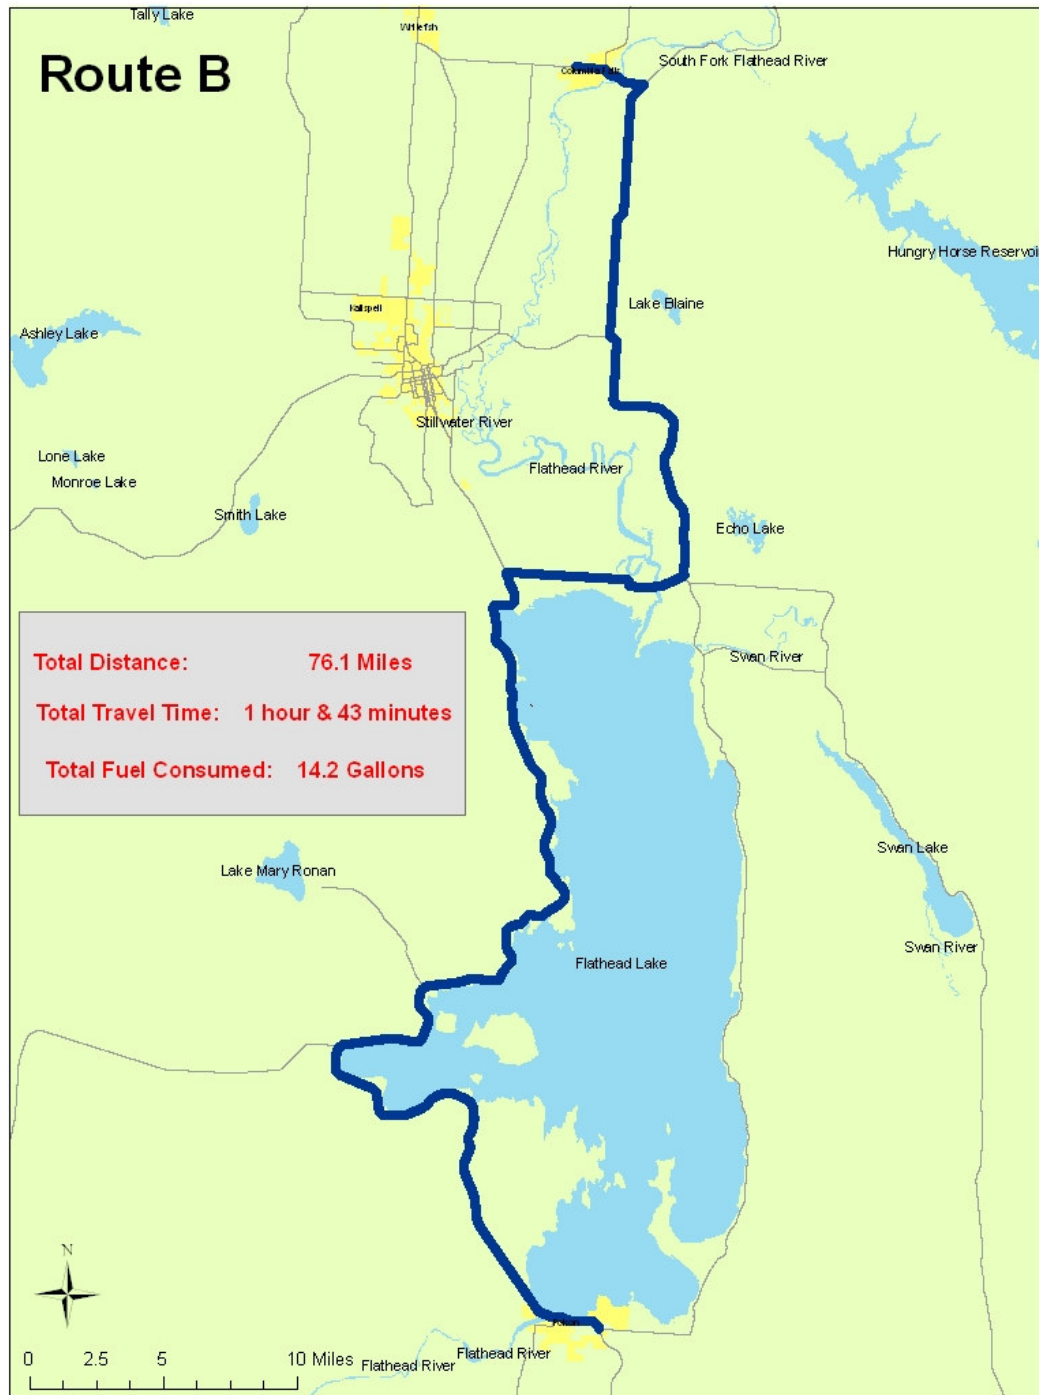 Tally Lake
Whitefish
Route B
Columbia Falls
South Fork Flathead River
Hungry Horse Reservoi
Lake Blaine
Kalispell
Ashley Lake
Stillwater River
Lone Lake
Flathead River
Monroe Lake
Smith Lake
Echo Lake
Total Distance: 76.1 Miles
Swan River
Total Travel Time: 1 hour & 43 minutes
Total Fuel Consumed: 14.2 Gallons
Swan Lake
Lake Mary Ronan
Swan River
Flathead Lake
N
Polson
0 2.5 5 10 Miles
Flathead River
Flathead River